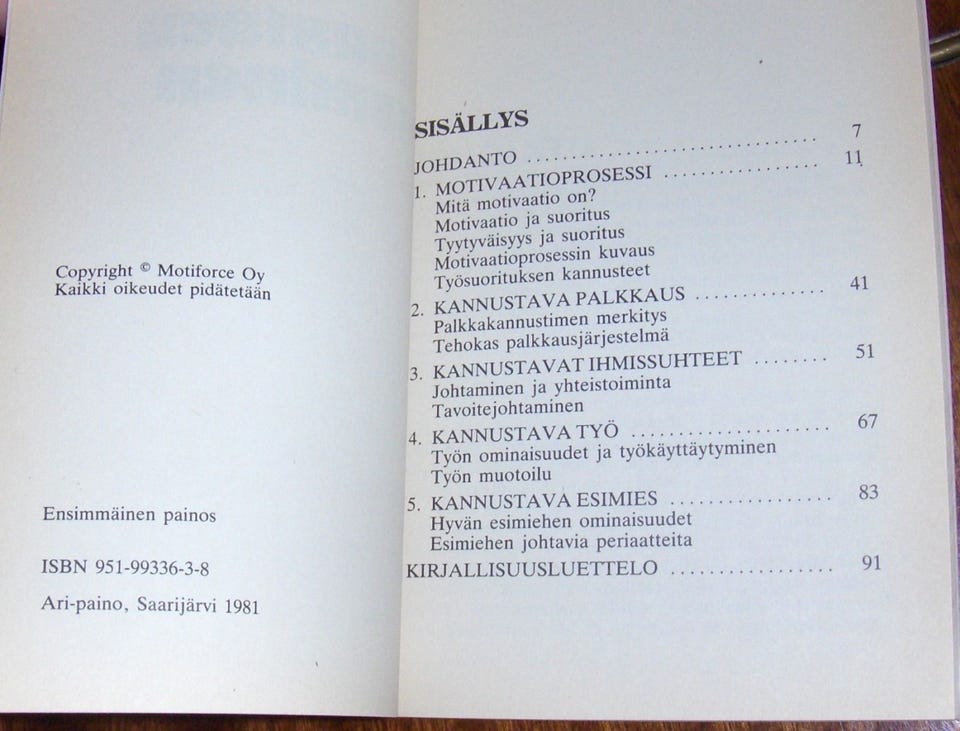 Copyright © Motiforce Oy
Kaikki oikeudet pidätetään
Ensimmäinen painos
ISBN 951-99336-3-8
Ari-paino, Saarijärvi 1981
SISÄLLYS
JOHDANTO ................................. 7
1. MOTIVAATIOPROSESSI .................. 11
Mitä motivaatio on?
Motivaatio ja suoritus
Tyytyväisyys ja suoritus
Motivaatioprosessin kuvaus
Työsuorituksen kannusteet
2. KANNUSTAVA PALKKAUS ............... 41
Palkkakannustimen merkitys
Tehokas palkkausjärjestelmä
3. KANNUSTAVAT IHMISSUHTEET ........ 51
Johtaminen ja yhteistoiminta
Tavoitejohtaminen
4. KANNUSTAVA TYÖ ...................... 67
Työn ominaisuudet ja työkäyttäytyminen
Työn muotoilu
5. KANNUSTAVA ESIMIES .................. 83
Hyvän esimiehen ominaisuudet
Esimiehen johtavia periaatteita
KIRJALLISUUSLUETTELO .................. 91